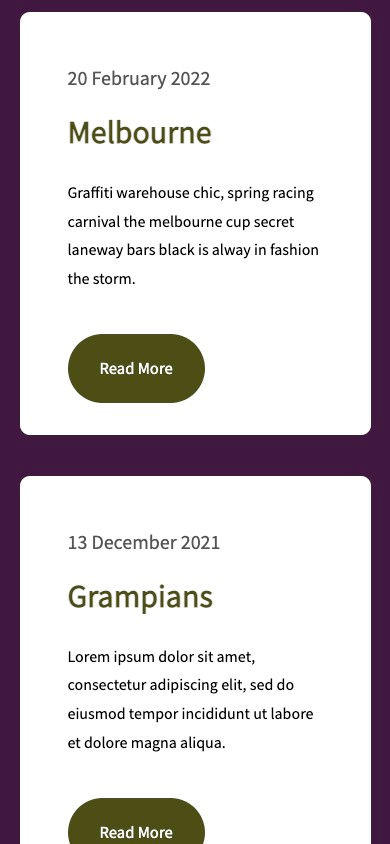 20 February 2022
Melbourne
Graffiti warehouse chic, spring racing
carnival the melbourne cup secret
laneway bars black is alway in fashion
the storm.
Read More
13 December 2021
Grampians
Lorem ipsum dolor sit amet,
consectetur adipiscing elit, sed do
eiusmod tempor incididunt ut labore
et dolore magna aliqua.
Read More